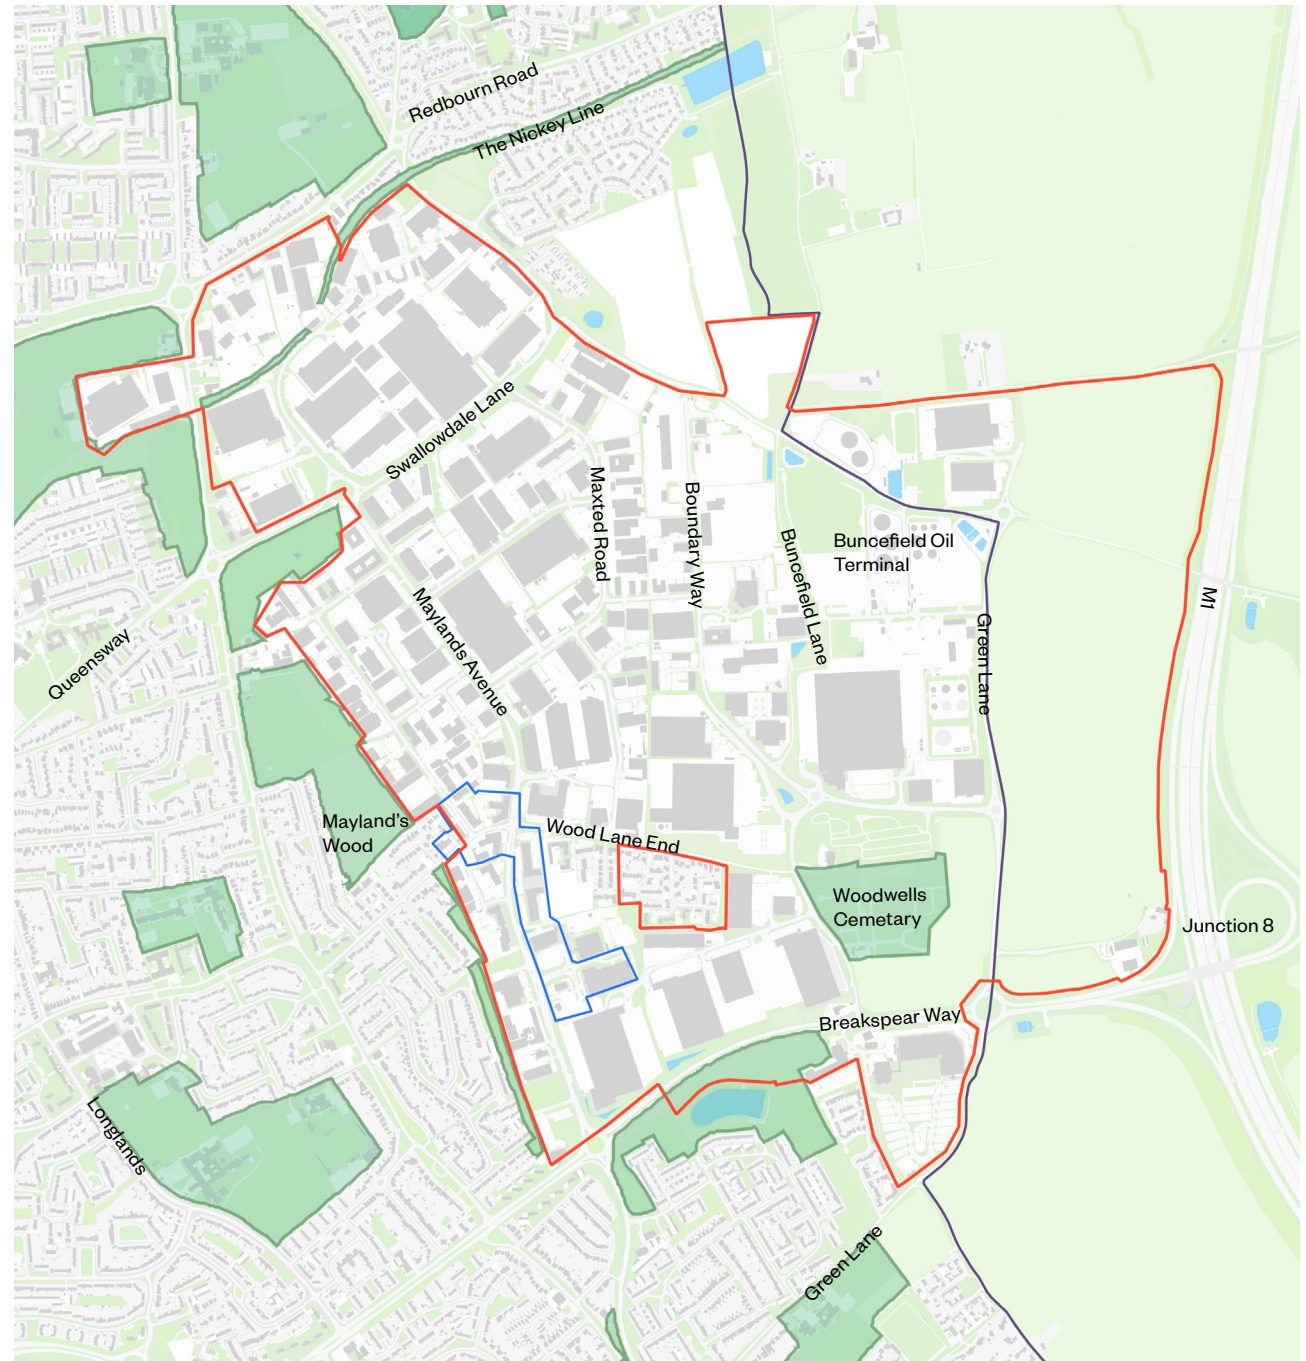 Redbourn Road
The Nickey Line
Swallowdale Lane
Maxted Road
Boundary Way
Buncefield Lane
Buncefield Oil
Terminal
M1
Maylands Avenue
Green Lane
Queensway
Mayland's
Wood
Wood Lane End
Woodwells
Cemetary
Junction 8
Breakspear Way
Longlands
Green Lane